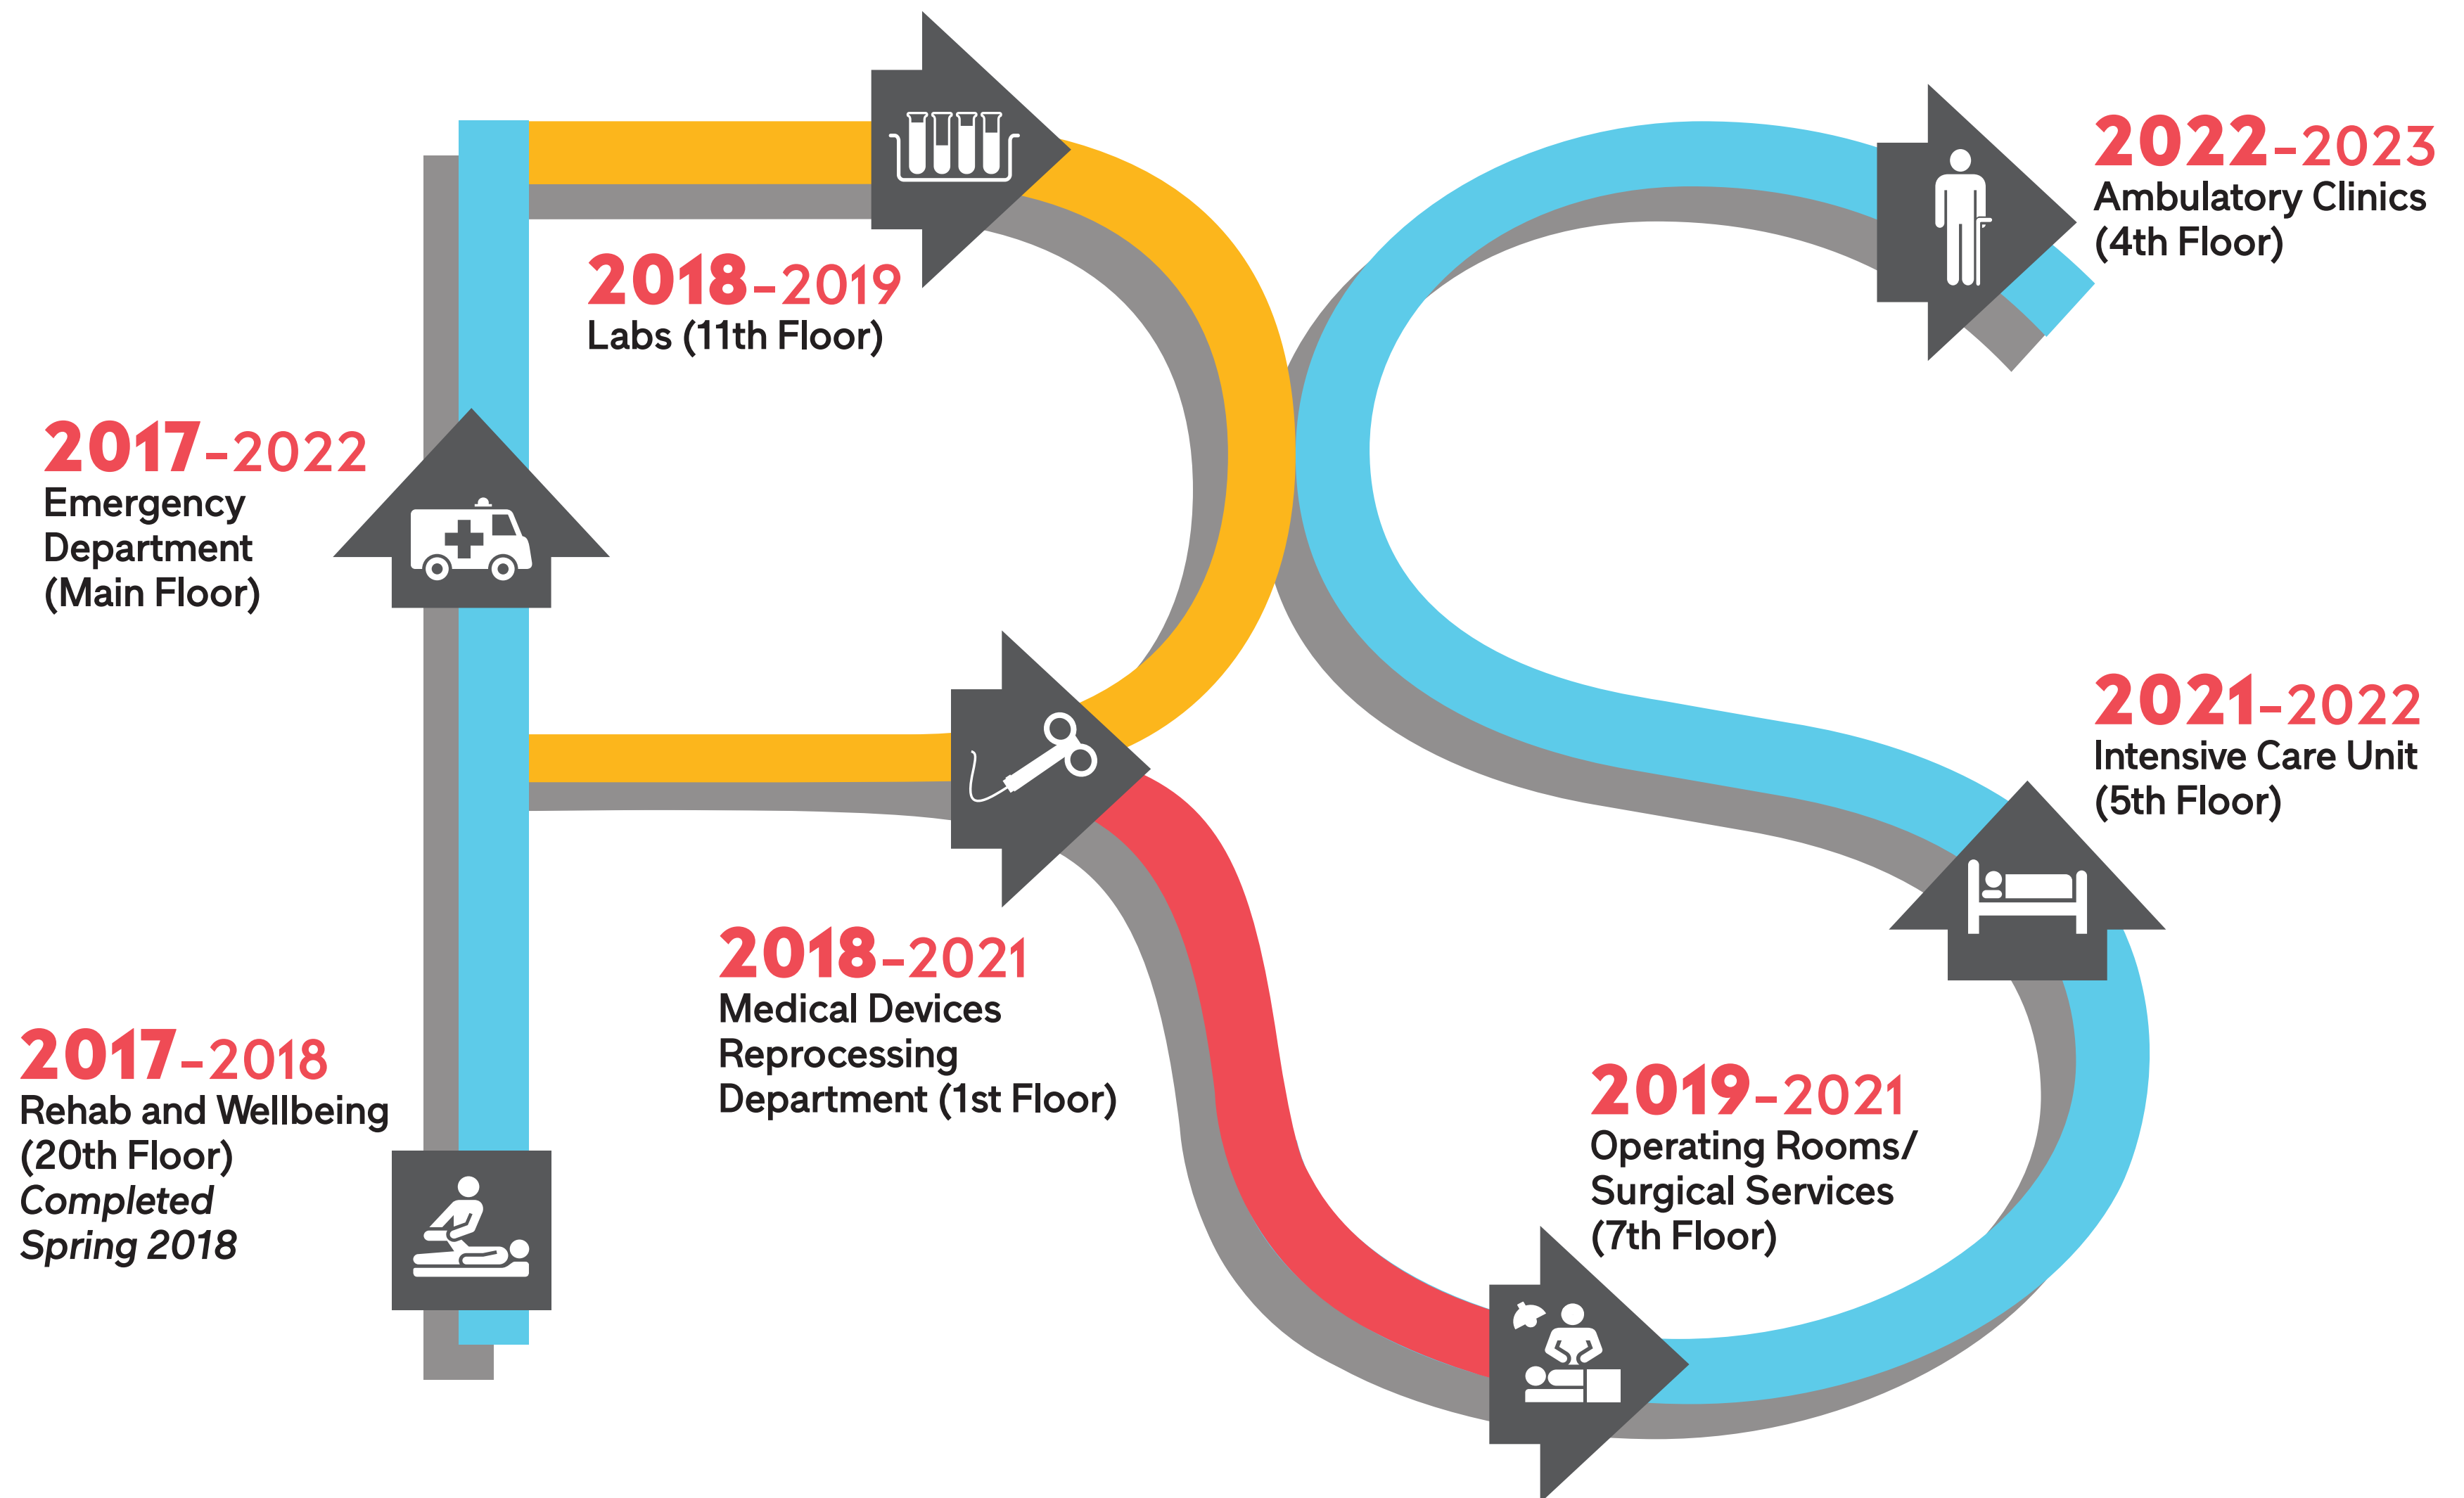 2017–2018
Rehab and Wellbeing
(20th Floor)
Completed
Spring 2018
2017–2022
Emergency
Department
(Main Floor)
2018–2019
Labs (11th Floor)
2018–2021
Medical Devices
Reprocessing
Department (1st Floor)
2019–2021
Operating Rooms/
Surgical Services
(7th Floor)
2021–2022
Intensive Care Unit
(5th Floor)
2022–2023
Ambulatory Clinics
(4th Floor)